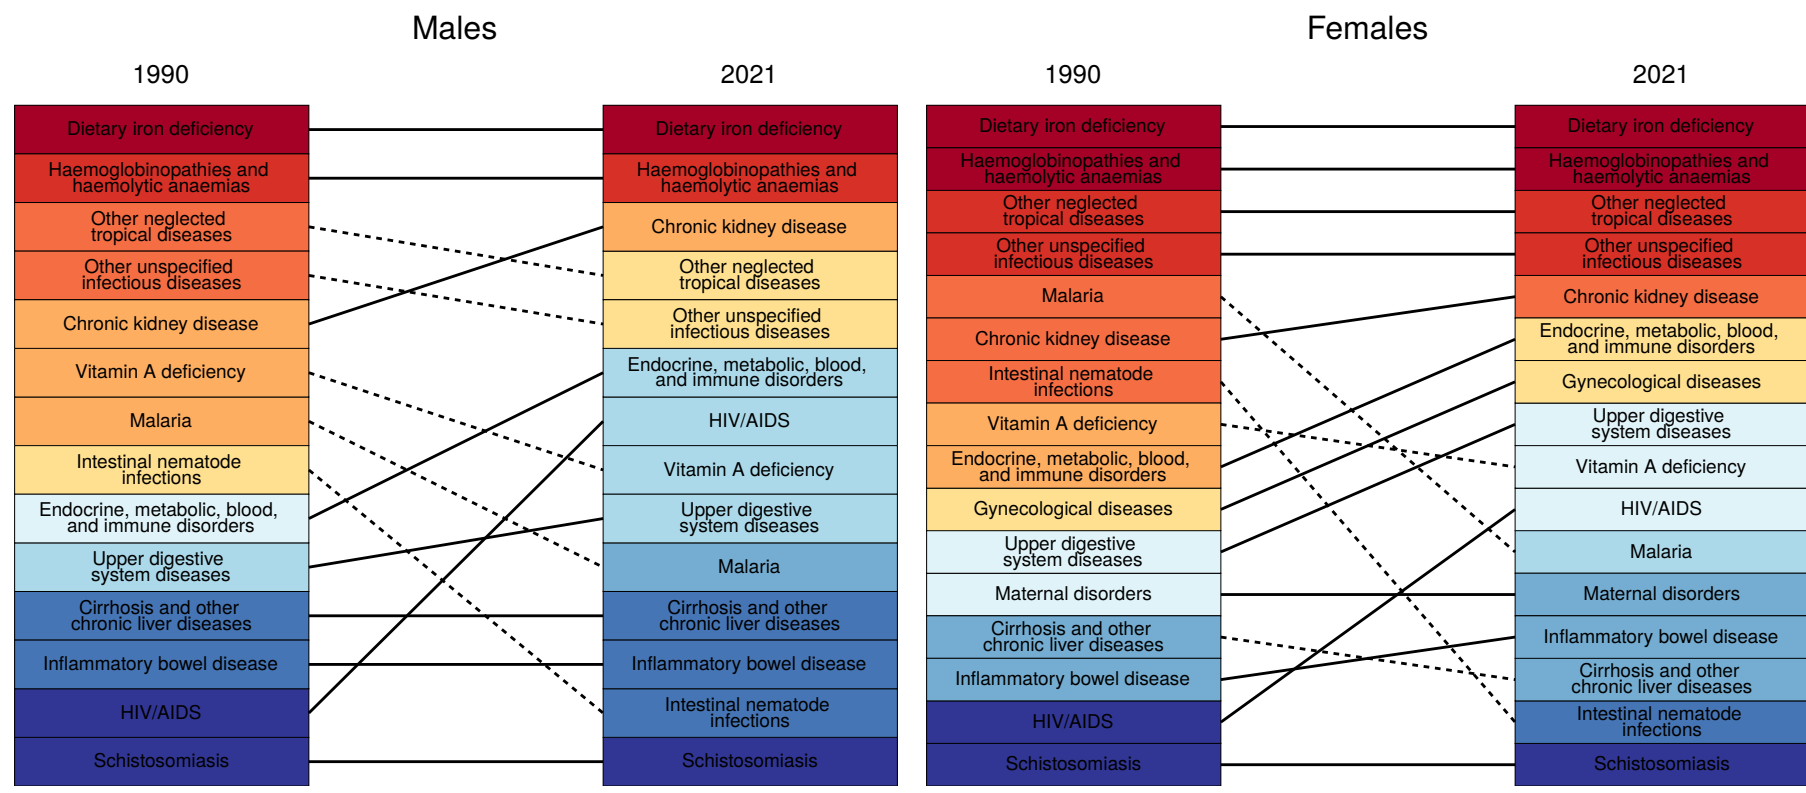 Males
1990
2021
Dietary iron deficiency
Haemoglobinopathies and
haemolytic anaemias
Other neglected
tropical diseases
Other unspecified
infectious diseases
Chronic kidney disease
Vitamin A deficiency
Malaria
Intestinal nematode
infections
Endocrine, metabolic, blood,
and immune disorders
Upper digestive
system diseases
Cirrhosis and other
chronic liver diseases
Inflammatory bowel disease
HIV/AIDS
Schistosomiasis
Dietary iron deficiency
Haemoglobinopathies and
haemolytic anaemias
Chronic kidney disease
Other neglected
tropical diseases
Other unspecified
infectious diseases
Endocrine, metabolic, blood,
and immune disorders
HIV/AIDS
Vitamin A deficiency
Upper digestive
system diseases
Malaria
Cirrhosis and other
chronic liver diseases
Inflammatory bowel disease
Intestinal nematode
infections
Schistosomiasis
Females
1990
2021
Dietary iron deficiency
Haemoglobinopathies and
haemolytic anaemias
Other neglected
tropical diseases
Other unspecified
infectious diseases
Malaria
Chronic kidney disease
Intestinal nematode
infections
Vitamin A deficiency
Endocrine, metabolic, blood,
and immune disorders
Gynecological diseases
Upper digestive
system diseases
Maternal disorders
Cirrhosis and other
chronic liver diseases
Inflammatory bowel disease
HIV/AIDS
Schistosomiasis
Dietary iron deficiency
Haemoglobinopathies and
haemolytic anaemias
Other neglected
tropical diseases
Other unspecified
infectious diseases
Chronic kidney disease
Endocrine, metabolic, blood,
and immune disorders
Gynecological diseases
Upper digestive
system diseases
Vitamin A deficiency
HIV/AIDS
Malaria
Maternal disorders
Inflammatory bowel disease
Cirrhosis and other
chronic liver diseases
Intestinal nematode
infections
Schistosomiasis